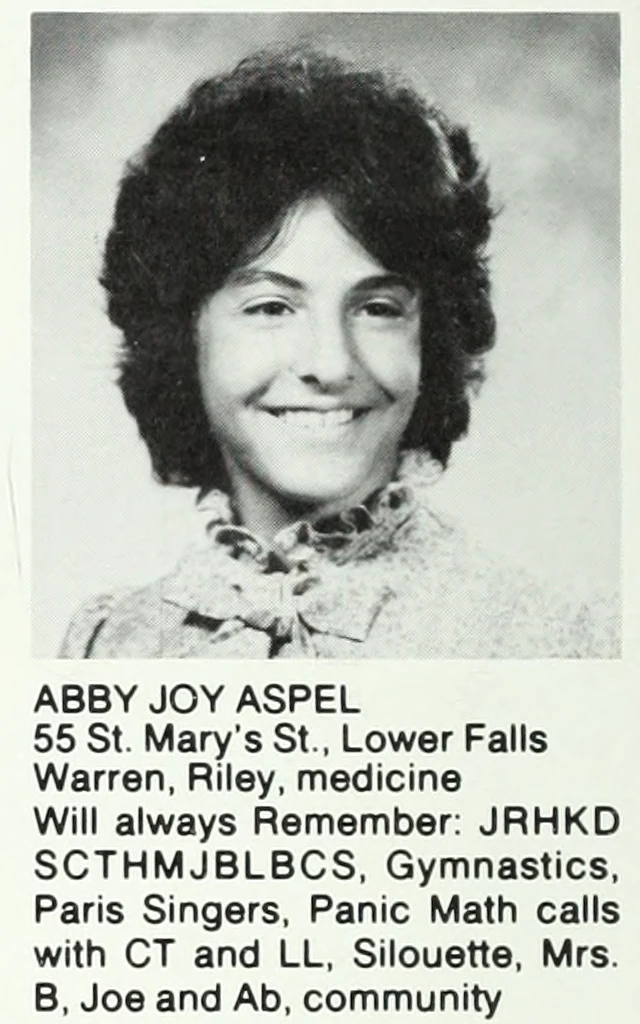 ABBY JOY ASPEL
55 St. Mary's St., Lower Falls
Warren, Riley, medicine
Will always Remember: JRHKD
SCTHMJBLBCS, Gymnastics,
Paris Singers, Panic Math calls
with CT and LL, Silouette, Mrs.
B, Joe and Ab, community